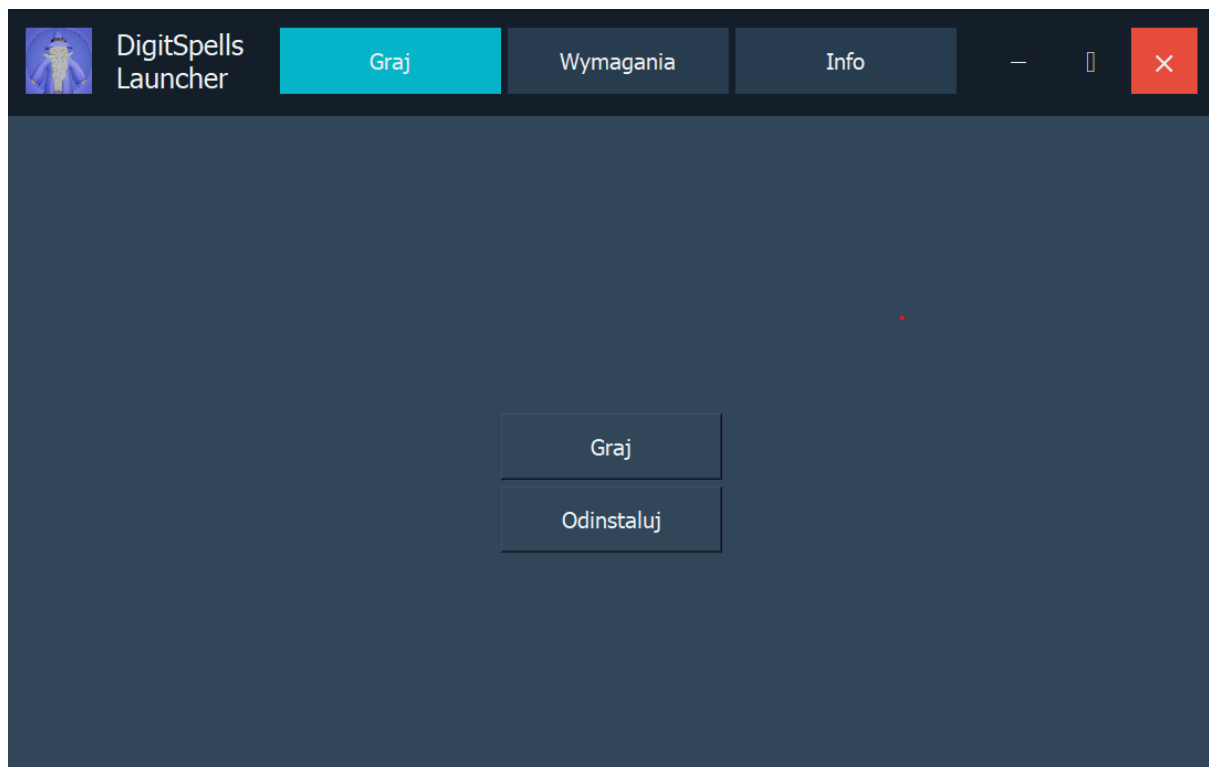 DigitSpells
Launcher
Graj
Wymagania
Info
Graj
Odinstaluj